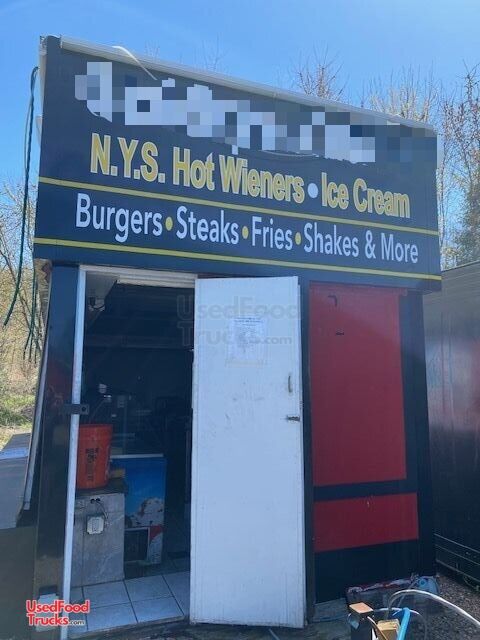 N.Y.S. Hot Wieners • Ice Cream
Burgers • Steaks • Fries • Shakes & More
UsedFood
Trucks.com
UsedFood
Trucks.com